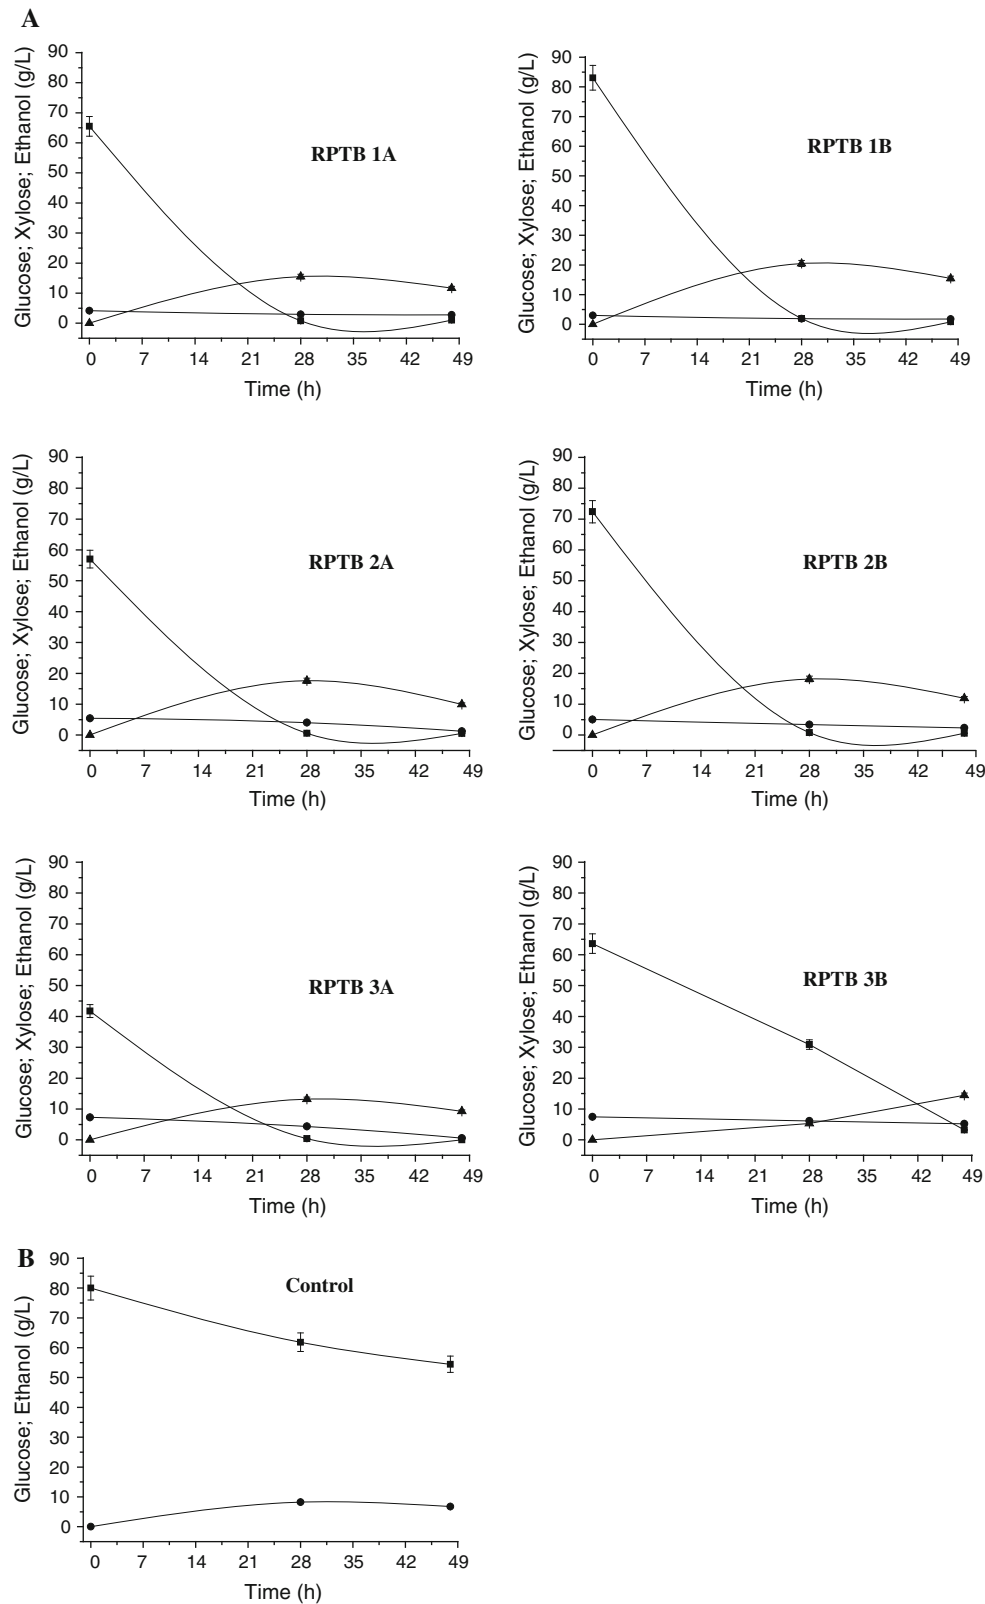 A
Glucose; Xylose; Ethanol (g/L)
90
80
70
60
50
40
30
20
10
0
RPTB 1A
0 7 14 21 28 35 42 49
Time (h)
Glucose; Xylose; Ethanol (g/L)
90
80
70
60
50
40
30
20
10
0
RPTB 1B
0 7 14 21 28 35 42 49
Time (h)
Glucose; Xylose; Ethanol (g/L)
90
80
70
60
50
40
30
20
10
0
RPTB 2A
0 7 14 21 28 35 42 49
Time (h)
Glucose; Xylose; Ethanol (g/L)
90
80
70
60
50
40
30
20
10
0
RPTB 2B
0 7 14 21 28 35 42 49
Time (h)
Glucose; Xylose; Ethanol (g/L)
90
80
70
60
50
40
30
20
10
0
RPTB 3A
0 7 14 21 28 35 42 49
Time (h)
Glucose; Xylose; Ethanol (g/L)
90
80
70
60
50
40
30
20
10
0
RPTB 3B
0 7 14 21 28 35 42 49
Time (h)
B
Glucose; Ethanol (g/L)
90
80
70
60
50
40
30
20
10
0
Control
0 7 14 21 28 35 42 49
Time (h)